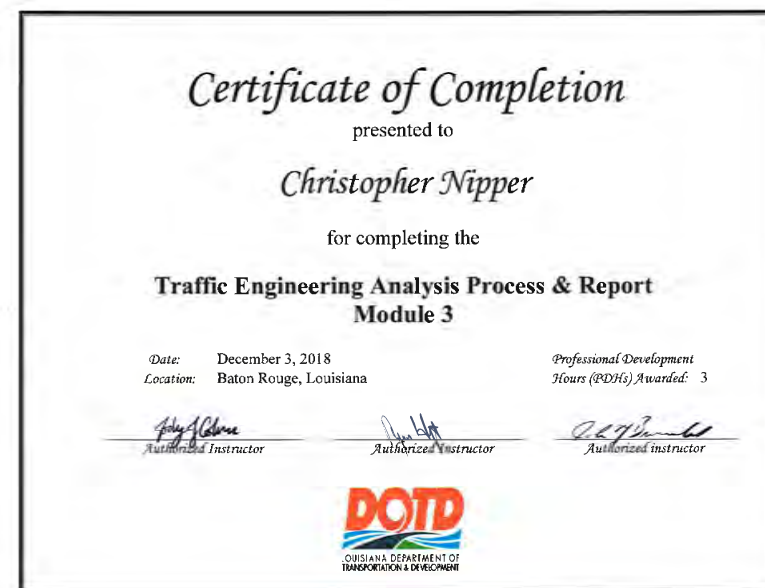 Certificate of Completion
presented to
Christopher Nipper
for completing the
Traffic Engineering Analysis Process & Report
Module 3
Date: December 3, 2018
Location: Baton Rouge, Louisiana
Professional Development
Hours (PDHs) Awarded: 3
Authorized Instructor
Authorized Instructor
Authorized instructor
DOTD
LOUISIANA DEPARTMENT OF
TRANSPORTATION & DEVELOPMENT